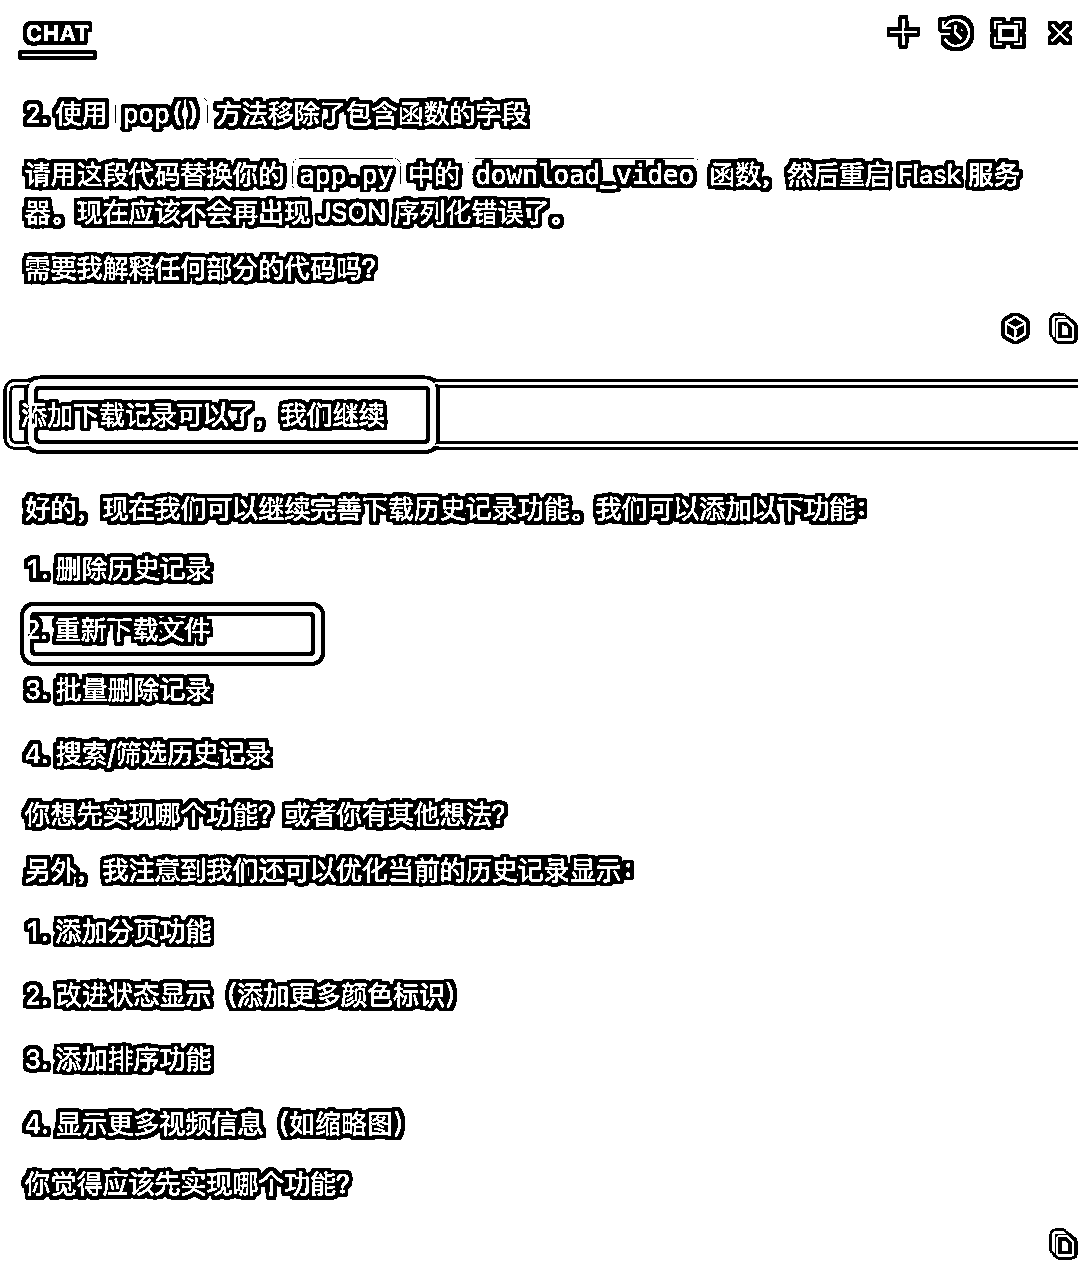 CHAT
2. 使用 pop() 方法移除了包含函数的字段
请用这段代码替换你的 app.py 中的 download_video 函数，然后重启 Flask 服务
器。现在应该不会再出现 JSON 序列化错误了。
需要我解释任何部分的代码吗？
添加下载记录可以了，我们继续
好的，现在我们可以继续完善下载历史记录功能。我们可以添加以下功能：
1. 删除历史记录
2. 重新下载文件
3. 批量删除记录
4. 搜索/筛选历史记录
你想先实现哪个功能？或者你有其他想法？
另外，我注意到我们还可以优化当前的历史记录显示：
1. 添加分页功能
2. 改进状态显示（添加更多颜色标识）
3. 添加排序功能
4. 显示更多视频信息（如缩略图）
你觉得应该先实现哪个功能？